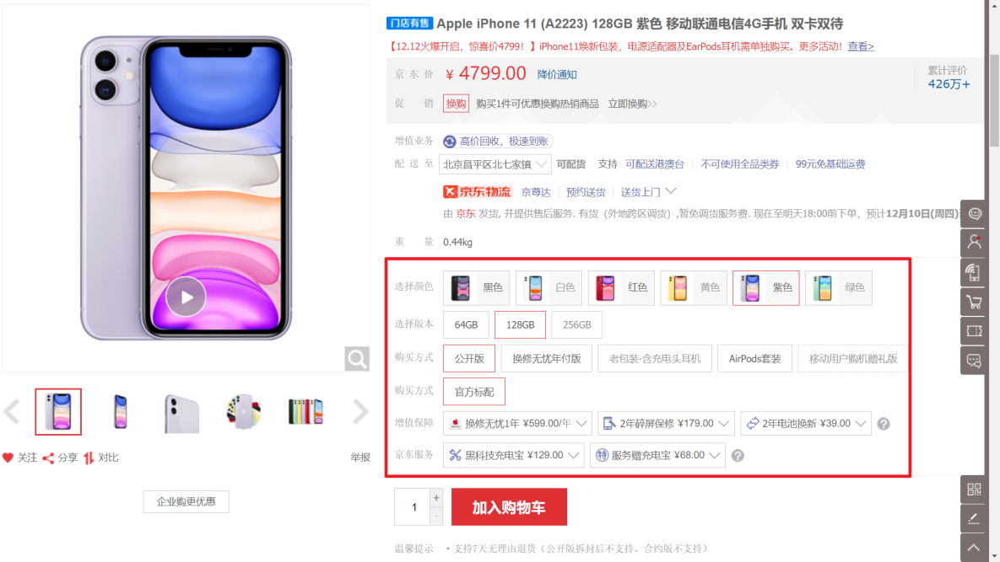 门店有售 Apple iPhone 11 (A2223) 128GB 紫色 移动联通电信4G手机 双卡双待
【12.12火爆开启，惊喜价4799！】iPhone11焕新包装，电源适配器及EarPods耳机需单独购买。更多活动！查看>
京东价 ￥4799.00 降价通知
累计评价
426万+
促销 换购 购买1件可优惠换购热销商品 立即换购>>
增值业务 高价回收，极速到账
配送至 北京昌平区北七家镇 可配货 支持 可配送港澳台 不可使用全品类券 99元免基础运费
京东物流 京尊达 预约送货 送货上门
由 京东 发货, 并提供售后服务. 有货（外地跨区调货）,暂免调货服务费. 现在至明天18:00前下单，预计12月10日(周四)
重量 0.44kg
选择颜色 黑色 白色 红色 黄色 紫色 绿色
选择版本 64GB 128GB 256GB
购买方式 公开版 换修无忧年付版 老包装-含充电头耳机 AirPods套装 移动用户购机赠礼版
购买方式 官方标配
增值保障 换修无忧1年 ¥599.00/年 2年碎屏保修 ¥179.00 2年电池换新 ¥39.00 ?
京东服务 黑科技充电宝 ¥129.00 特 服务赠充电宝 ¥68.00 ?
关注 分享 对比 举报
企业购更优惠
1 + - 加入购物车
温馨提示 ·支持7天无理由退货（公开版拆封后不支持、合约版不支持）